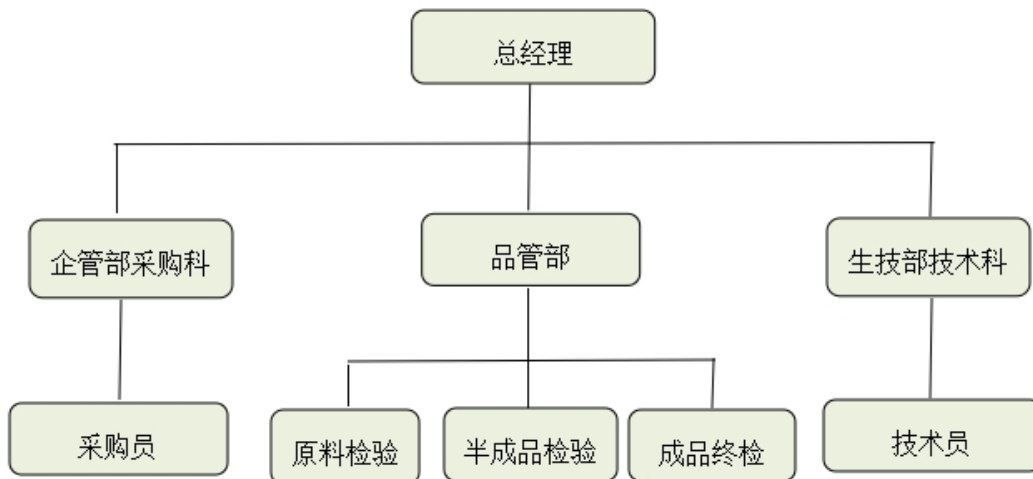 总经理
企管部采购科
品管部
生技部技术科
采购员
原料检验
半成品检验
成品终检
技术员